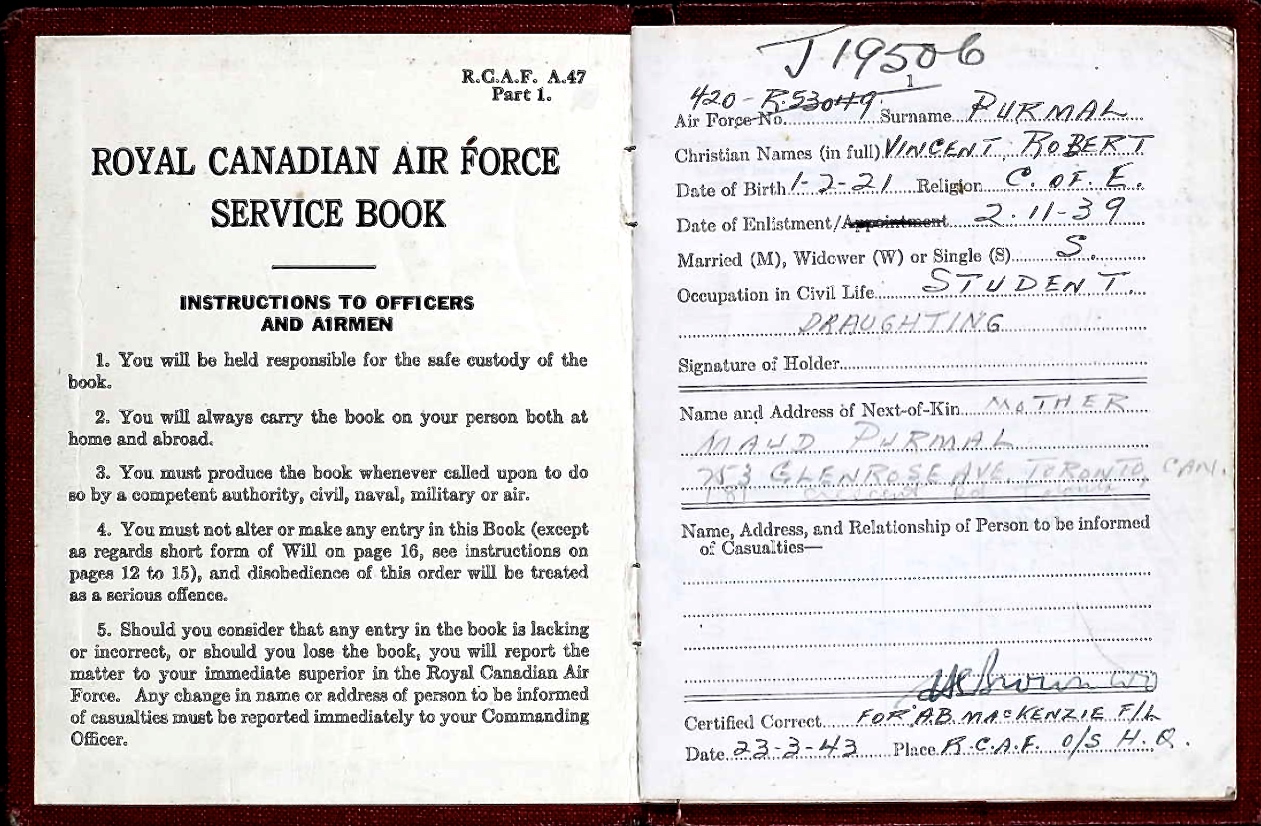 R.C.A.F. A.47
Part 1.
ROYAL CANADIAN AIR FORCE
SERVICE BOOK
INSTRUCTIONS TO OFFICERS
AND AIRMEN
1. You will be held responsible for the safe custody of the
book.
2. You will always carry the book on your person both at
home and abroad.
3. You must produce the book whenever called upon to do
so by a competent authority, civil, naval, military or air.
4. You must not alter or make any entry in this Book (except
as regards short form of Will on page 16, see instructions on
pages 12 to 15), and disobedience of this order will be treated
as a serious offence.
5. Should you consider that any entry in the book is lacking
or incorrect, or should you lose the book, you will report the
matter to your immediate superior in the Royal Canadian Air
Force. Any change in name or address of person to be informed
of casualties must be reported immediately to your Commanding
Officer.
J19506
1
420 - R.53049
Air Force No. Surname PURMAL
Christian Names (in full) VINCENT ROBERT
Date of Birth 1-2-21 Religion C. OF. E.
Date of Enlistment/Appointment 2.11-39
Married (M), Widower (W) or Single (S) S.
Occupation in Civil Life STUDENT.
DRAUGHTING
Signature of Holder
Name and Address of Next-of-Kin MOTHER
MAUD PURMAL
253 GLENROSE AVE TORONTO, CAN.
Crescent Rd Toronto
Name, Address, and Relationship of Person to be informed
of Casualties—
Brown WO
Certified Correct FOR A.B. MacKENZIE F/L
Date 23-3-43 Place R.C.A.F. O/S H.Q.